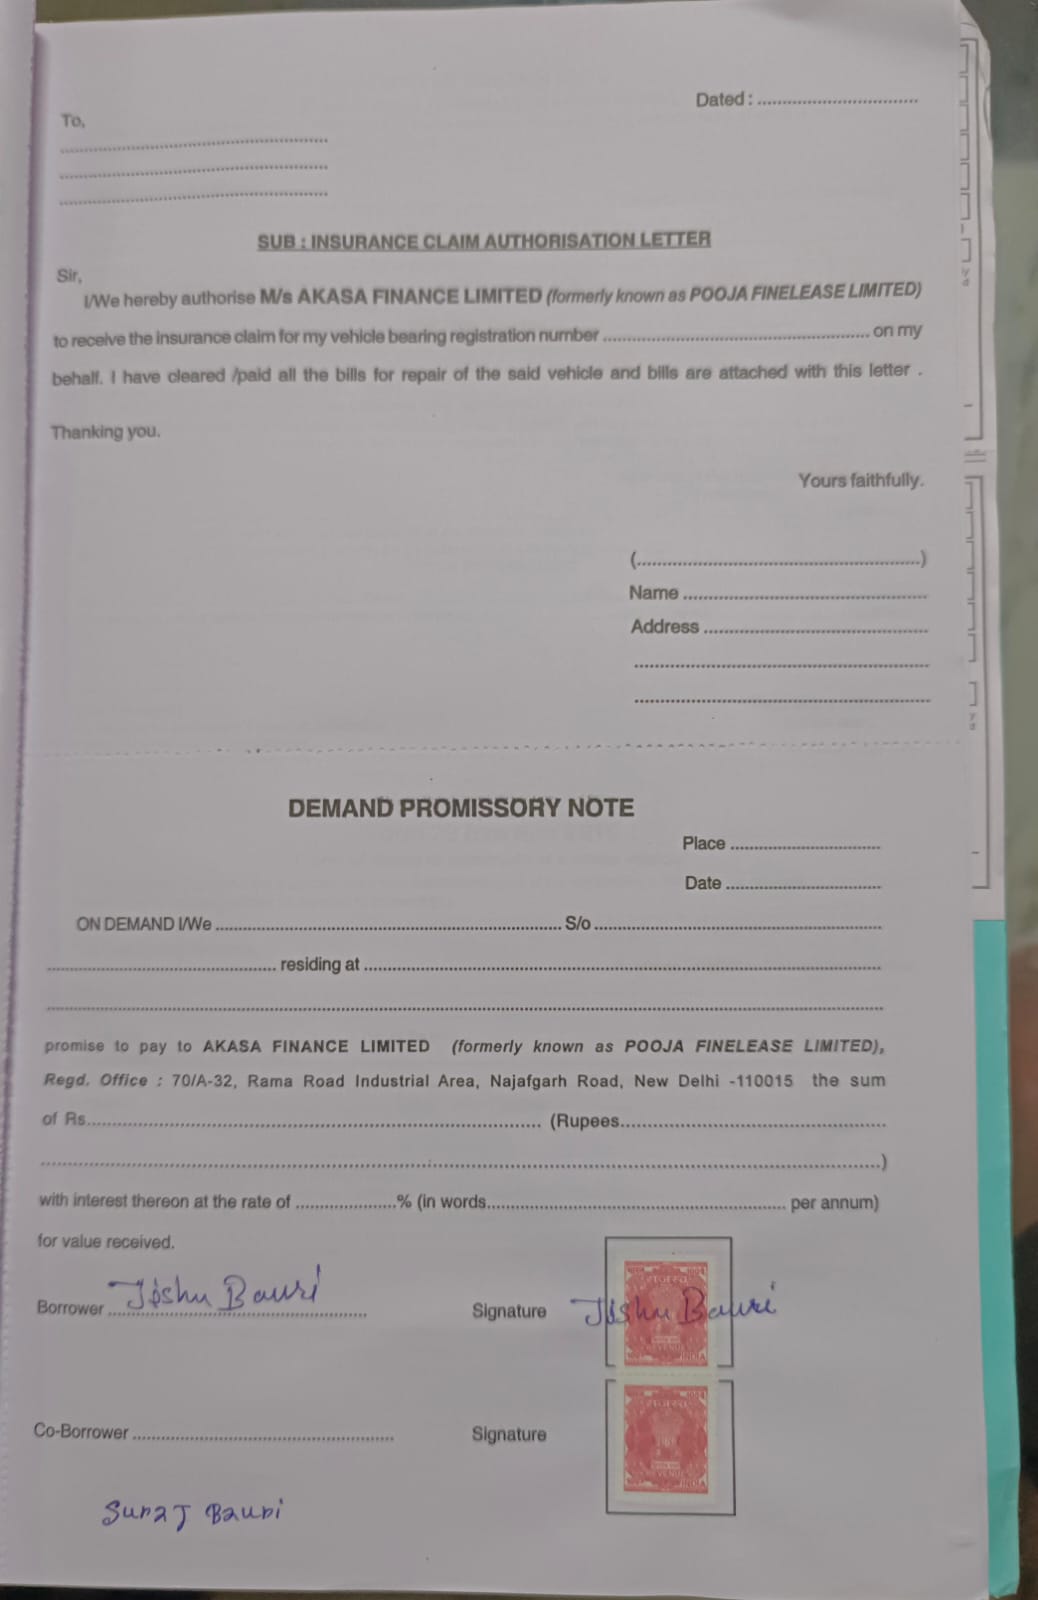 Dated : ................................
To,
................................................................
................................................................
................................................................
SUB : INSURANCE CLAIM AUTHORISATION LETTER
Sir,
I/We hereby authorise M/s AKASA FINANCE LIMITED (formerly known as POOJA FINELEASE LIMITED)
to receive the insurance claim for my vehicle bearing registration number ................................................ on my
behalf. I have cleared /paid all the bills for repair of the said vehicle and bills are attached with this letter .
Thanking you.
Yours faithfully.
(............................................................)
Name ....................................................
Address ................................................
................................................................
................................................................
DEMAND PROMISSORY NOTE
Place ................................
Date ................................
ON DEMAND I/We ................................................................ S/o ................................................................
................................................ residing at ................................................................
................................................................
promise to pay to AKASA FINANCE LIMITED (formerly known as POOJA FINELEASE LIMITED),
Regd. Office : 70/A-32, Rama Road Industrial Area, Najafgarh Road, New Delhi -110015 the sum
of Rs................................................................ (Rupees................................................................
................................................................)
with interest thereon at the rate of .....................% (in words................................................................ per annum)
for value received.
Borrower Jishu Bauri Signature Jishu Bauri
REVENUE INDIA
Co-Borrower ................................................ Signature
REVENUE INDIA
Suraj Bauri